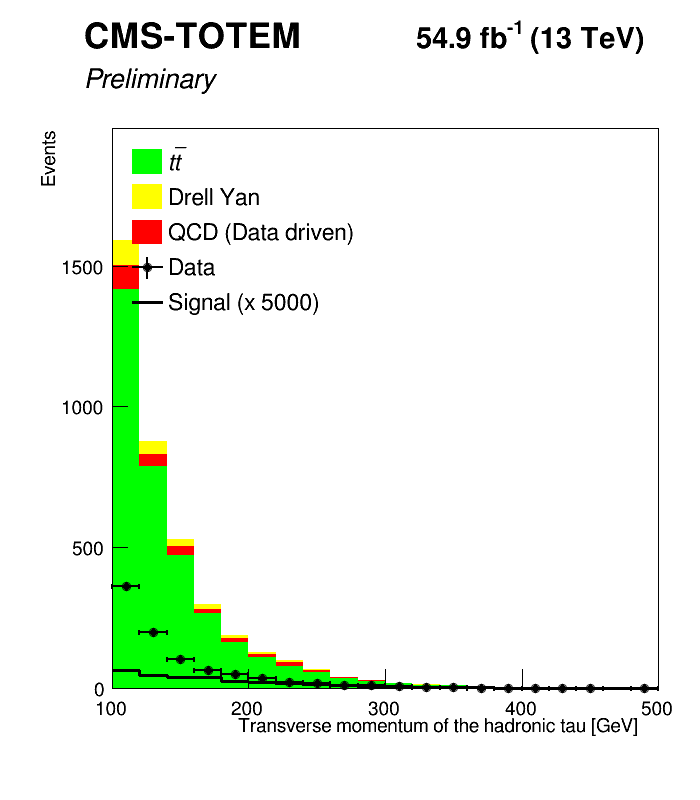 CMS-TOTEM
54.9 fb⁻¹ (13 TeV)
Preliminary
Events
tt̅
Drell Yan
QCD (Data driven)
Data
Signal (x 5000)
1500
1000
500
0
100 200 300 400 500
Transverse momentum of the hadronic tau [GeV]